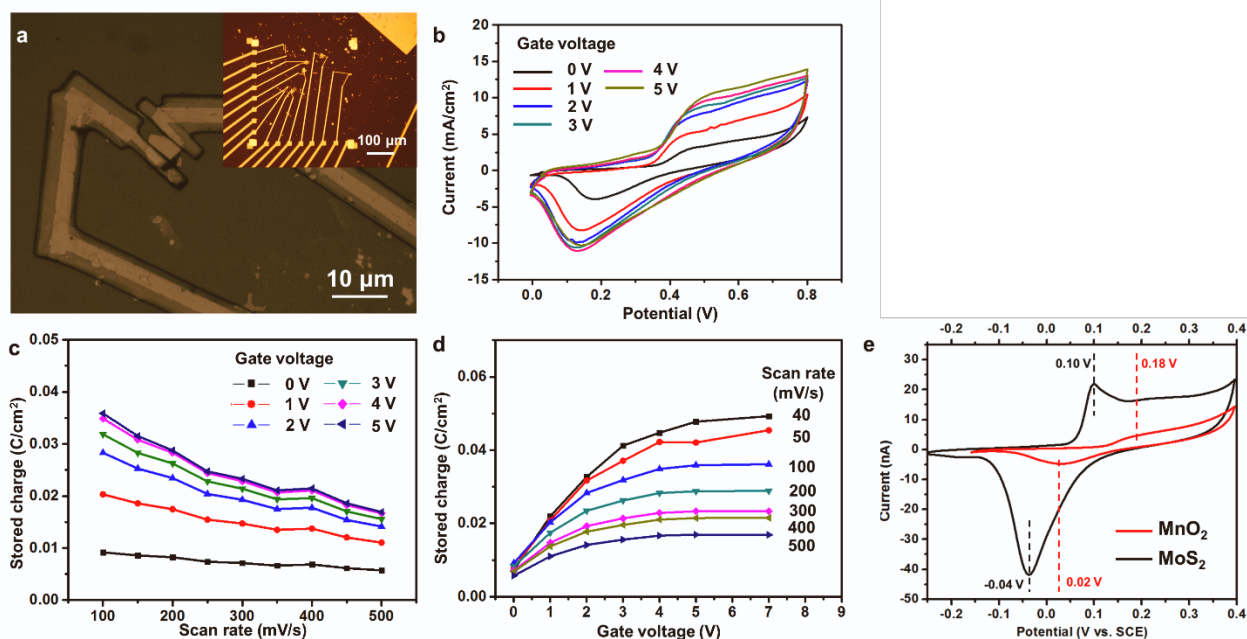 a
10 µm
100 µm
b
Gate voltage
0 V
1 V
2 V
3 V
4 V
5 V
Current (mA/cm²)
20
15
10
5
0
-5
-10
-15
0.0
0.2
0.4
0.6
0.8
Potential (V)
c
Gate voltage
0 V
1 V
2 V
3 V
4 V
5 V
Stored charge (C/cm²)
0.05
0.04
0.03
0.02
0.01
0.00
100
200
300
400
500
Scan rate (mV/s)
d
Scan rate
(mV/s)
40
50
100
200
300
400
500
Stored charge (C/cm²)
0.06
0.04
0.02
0.00
0
1
2
3
4
5
6
7
8
9
Gate voltage (V)
e
-0.2
-0.1
0.0
0.1
0.2
0.3
0.4
0.10 V
0.18 V
-0.04 V
0.02 V
MnO₂
MoS₂
Current (nA)
30
20
10
0
-10
-20
-30
-40
-50
-0.2
-0.1
0.0
0.1
0.2
0.3
0.4
Potential (V vs. SCE)